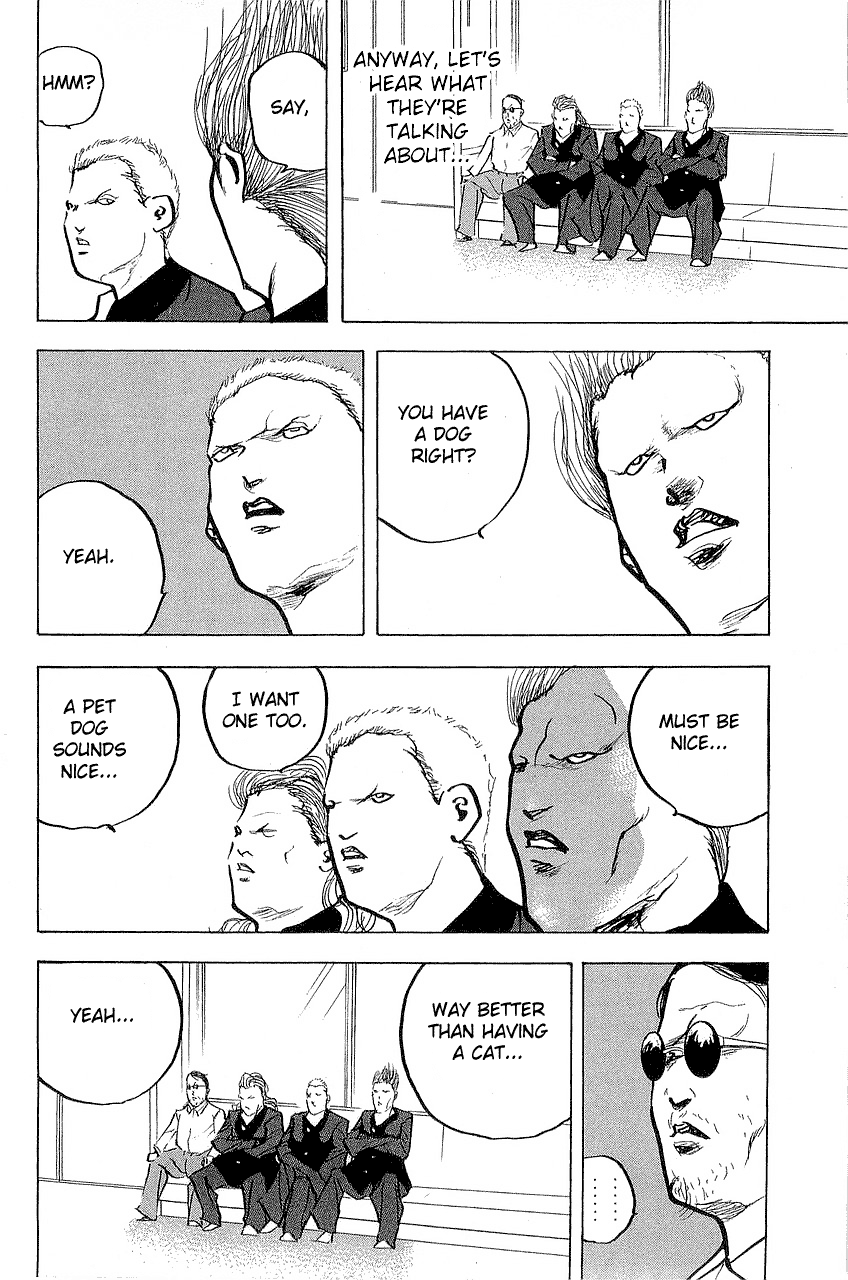 ANYWAY, LET'S
HEAR WHAT
THEY'RE
TALKING
ABOUT...
SAY,
HMM?
YOU HAVE
A DOG
RIGHT?
YEAH.
MUST BE
NICE...
I WANT
ONE TOO.
A PET
DOG
SOUNDS
NICE...
............
WAY BETTER
THAN HAVING
A CAT...
YEAH...